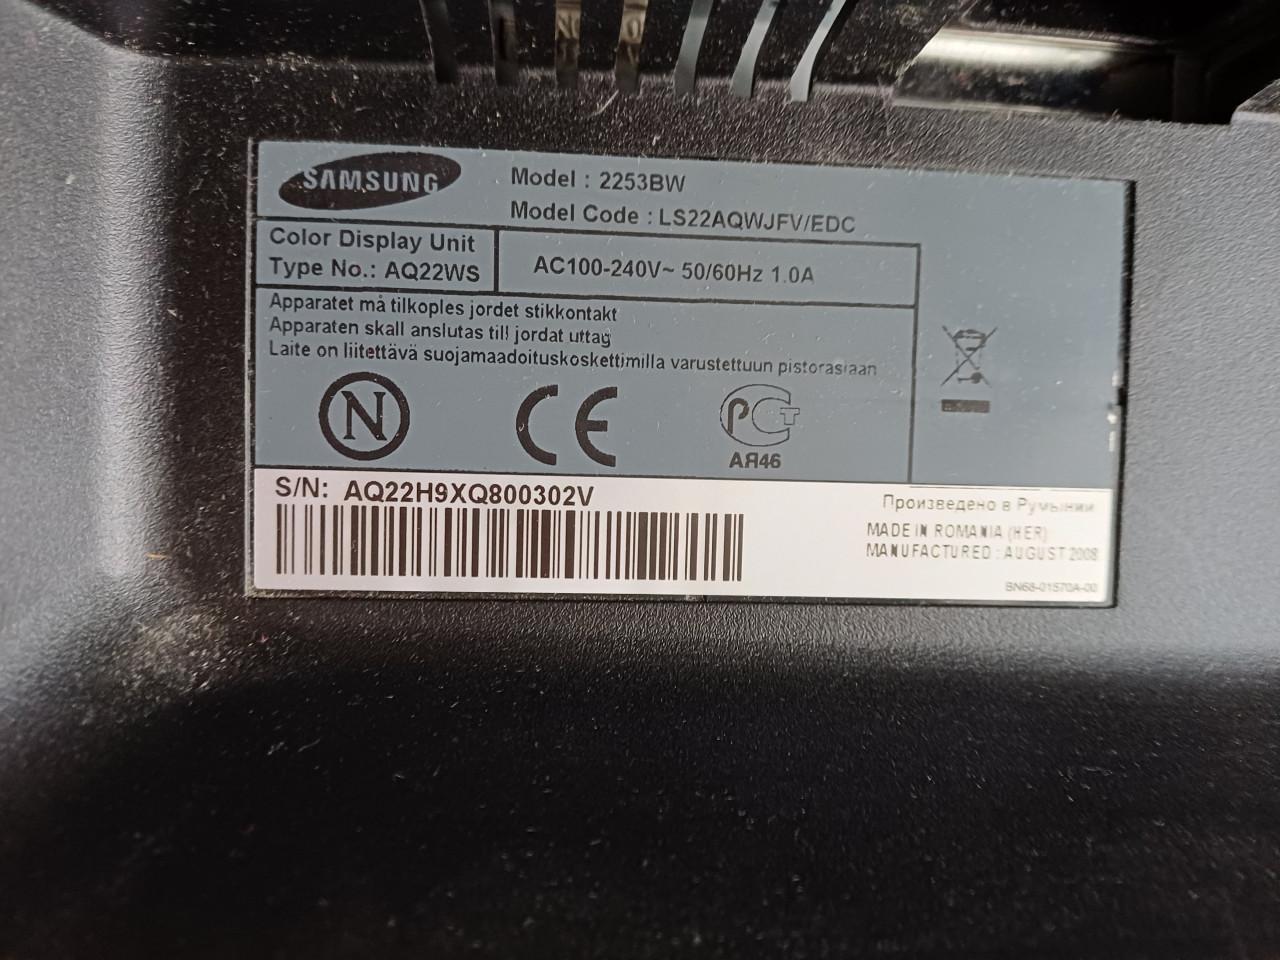 SAMSUNG
Model : 2253BW
Model Code : LS22AQWJFV/EDC
Color Display Unit
Type No.: AQ22WS
AC100-240V~ 50/60Hz 1.0A
Apparatet må tilkoples jordet stikkontakt
Apparaten skall anslutas till jordat uttag
Laite on liitettävä suojamaadoituskoskettimilla varustettuun pistorasiaan
N
CE
РСТ
АЯ46
S/N: AQ22H9XQ800302V
Произведено в Румынии
MADE IN ROMANIA (HER)
MANUFACTURED : AUGUST 2008
BN68-01570A-00